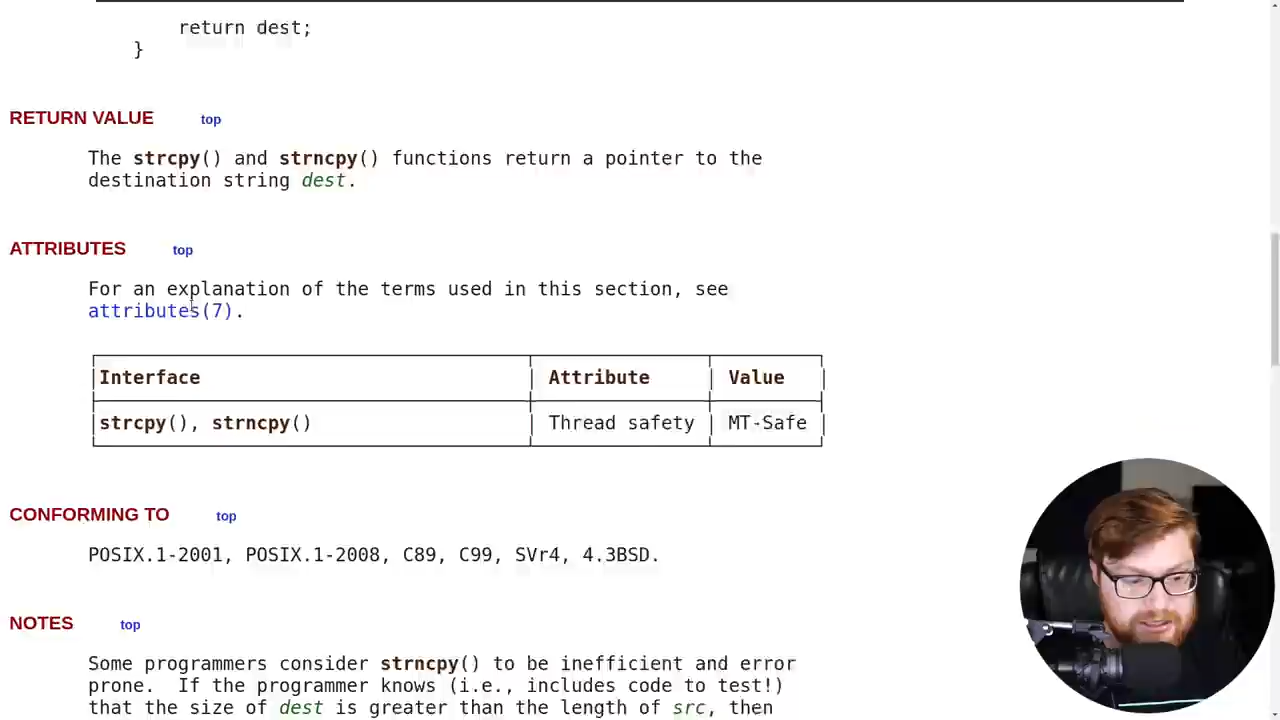 return dest;
}
RETURN VALUE top
The strcpy() and strncpy() functions return a pointer to the
destination string dest.
ATTRIBUTES top
For an explanation of the terms used in this section, see
attributes(7).
Interface Attribute Value
strcpy(), strncpy() Thread safety MT-Safe
CONFORMING TO top
POSIX.1-2001, POSIX.1-2008, C89, C99, SVr4, 4.3BSD.
NOTES top
Some programmers consider strncpy() to be inefficient and error
prone.  If the programmer knows (i.e., includes code to test!)
that the size of dest is greater than the length of src, then